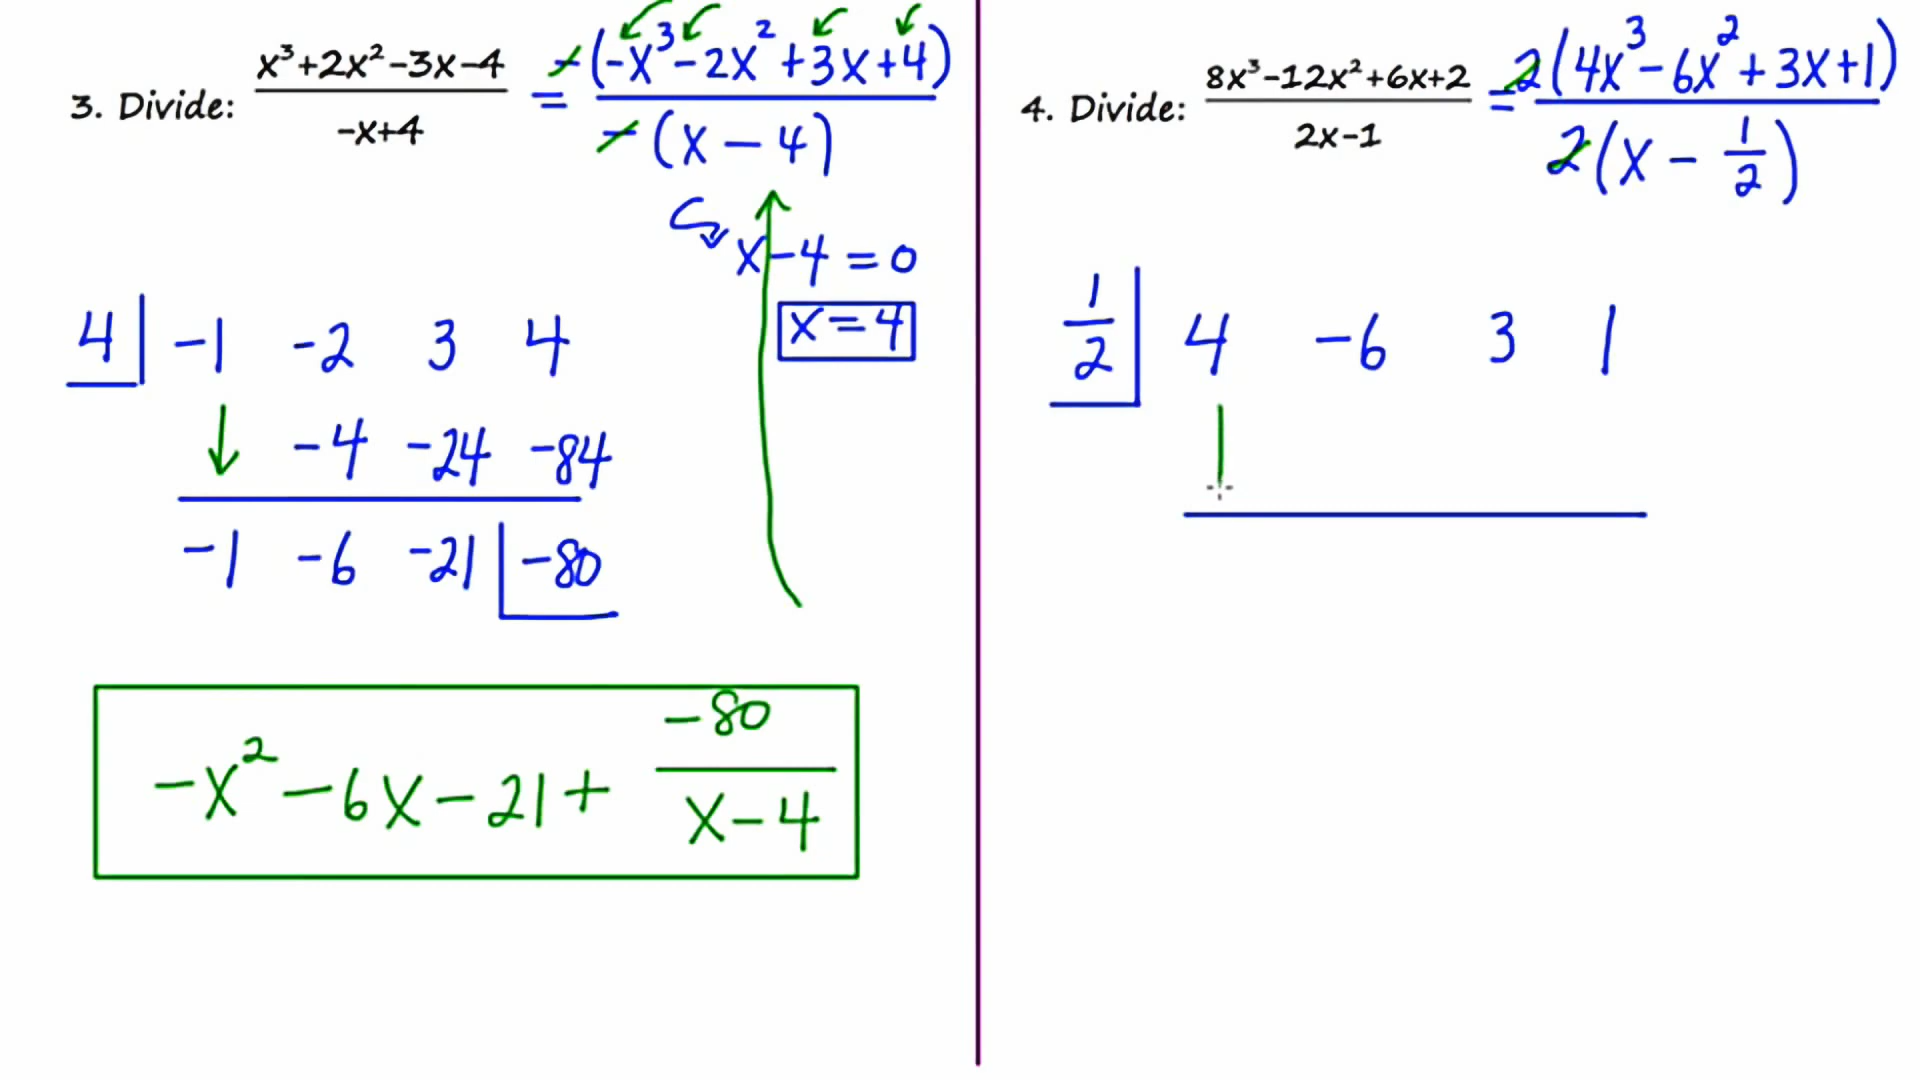 3. Divide: (x³+2x²-3x-4)/(-x+4) = -(-x³-2x²+3x+4)/-(x-4)
x-4=0
x=4
4 | -1 -2 3 4
-4 -24 -84
-1 -6 -21 | -80
-x²-6x-21+ -80/(x-4)
4. Divide: (8x³-12x²+6x+2)/(2x-1) = 2(4x³-6x²+3x+1)/2(x-1/2)
1/2 | 4 -6 3 1